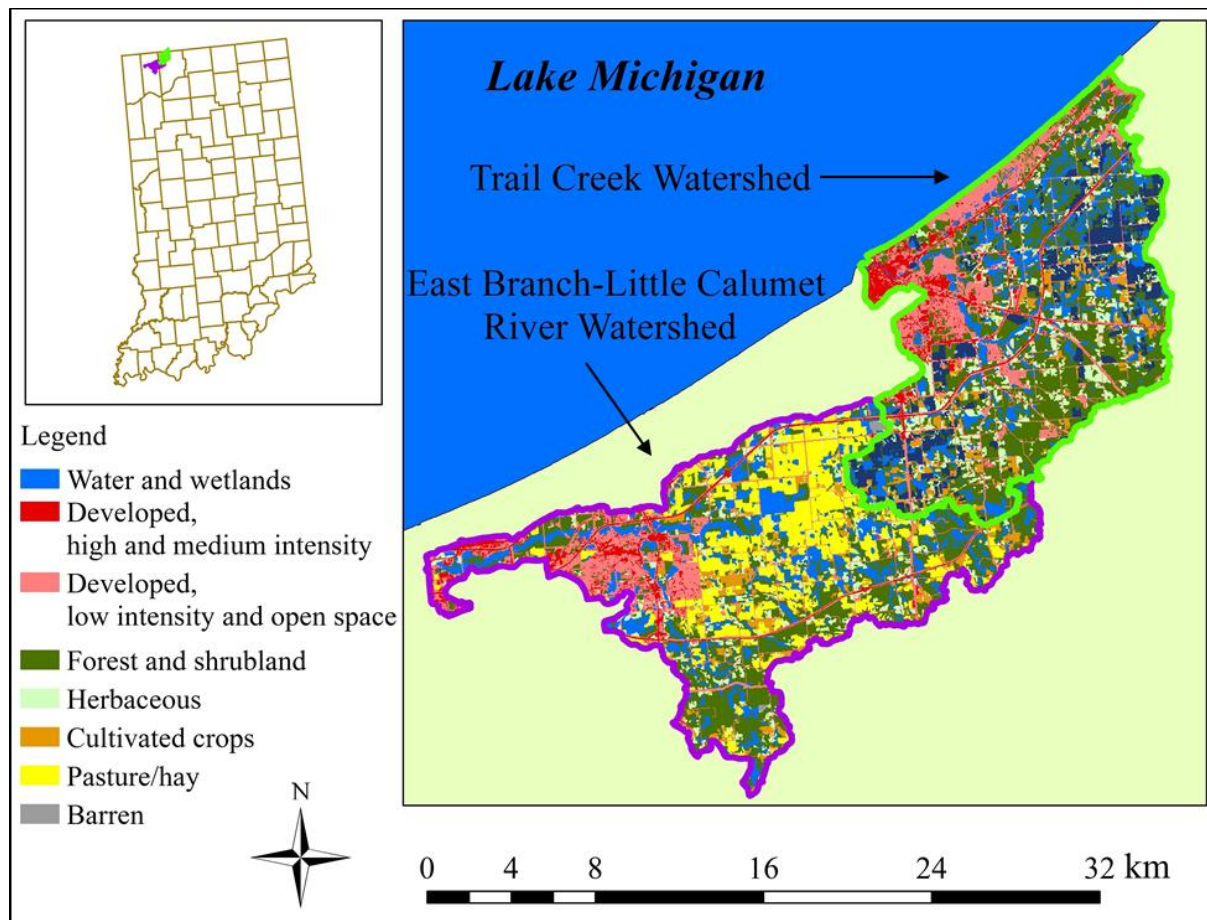 Lake Michigan
Trail Creek Watershed
East Branch-Little Calumet
River Watershed
Legend
Water and wetlands
Developed,
high and medium intensity
Developed,
low intensity and open space
Forest and shrubland
Herbaceous
Cultivated crops
Pasture/hay
Barren
N
0 4 8 16 24 32 km